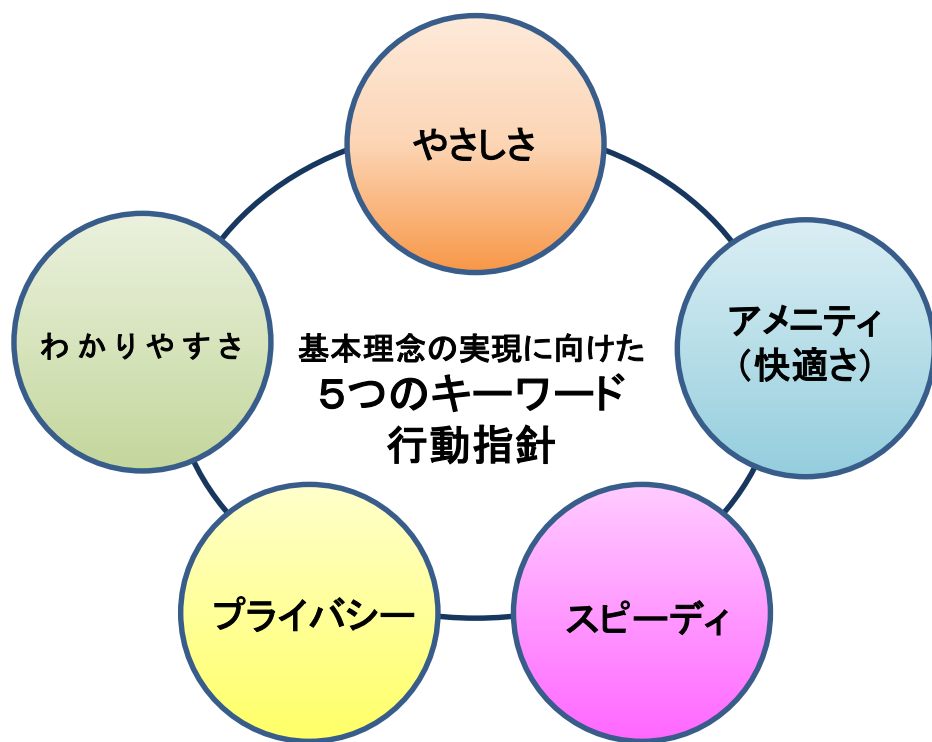 やさしさ
アメニティ
（快適さ）
わかりやすさ
基本理念の実現に向けた
５つのキーワード
行動指針
プライバシー
スピーディ